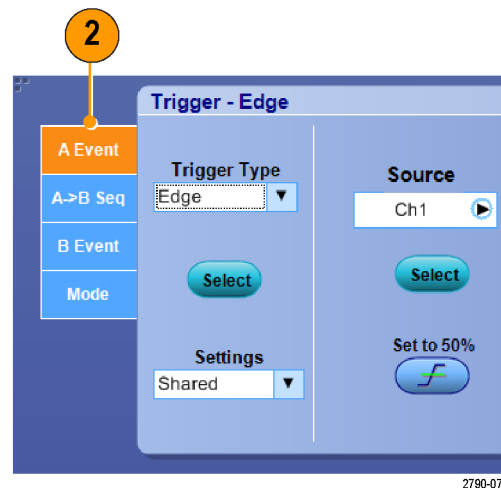 2
Trigger - Edge
A Event
A->B Seq
B Event
Mode
Trigger Type
Edge
Select
Settings
Shared
Source
Ch1
Select
Set to 50%
2790-07